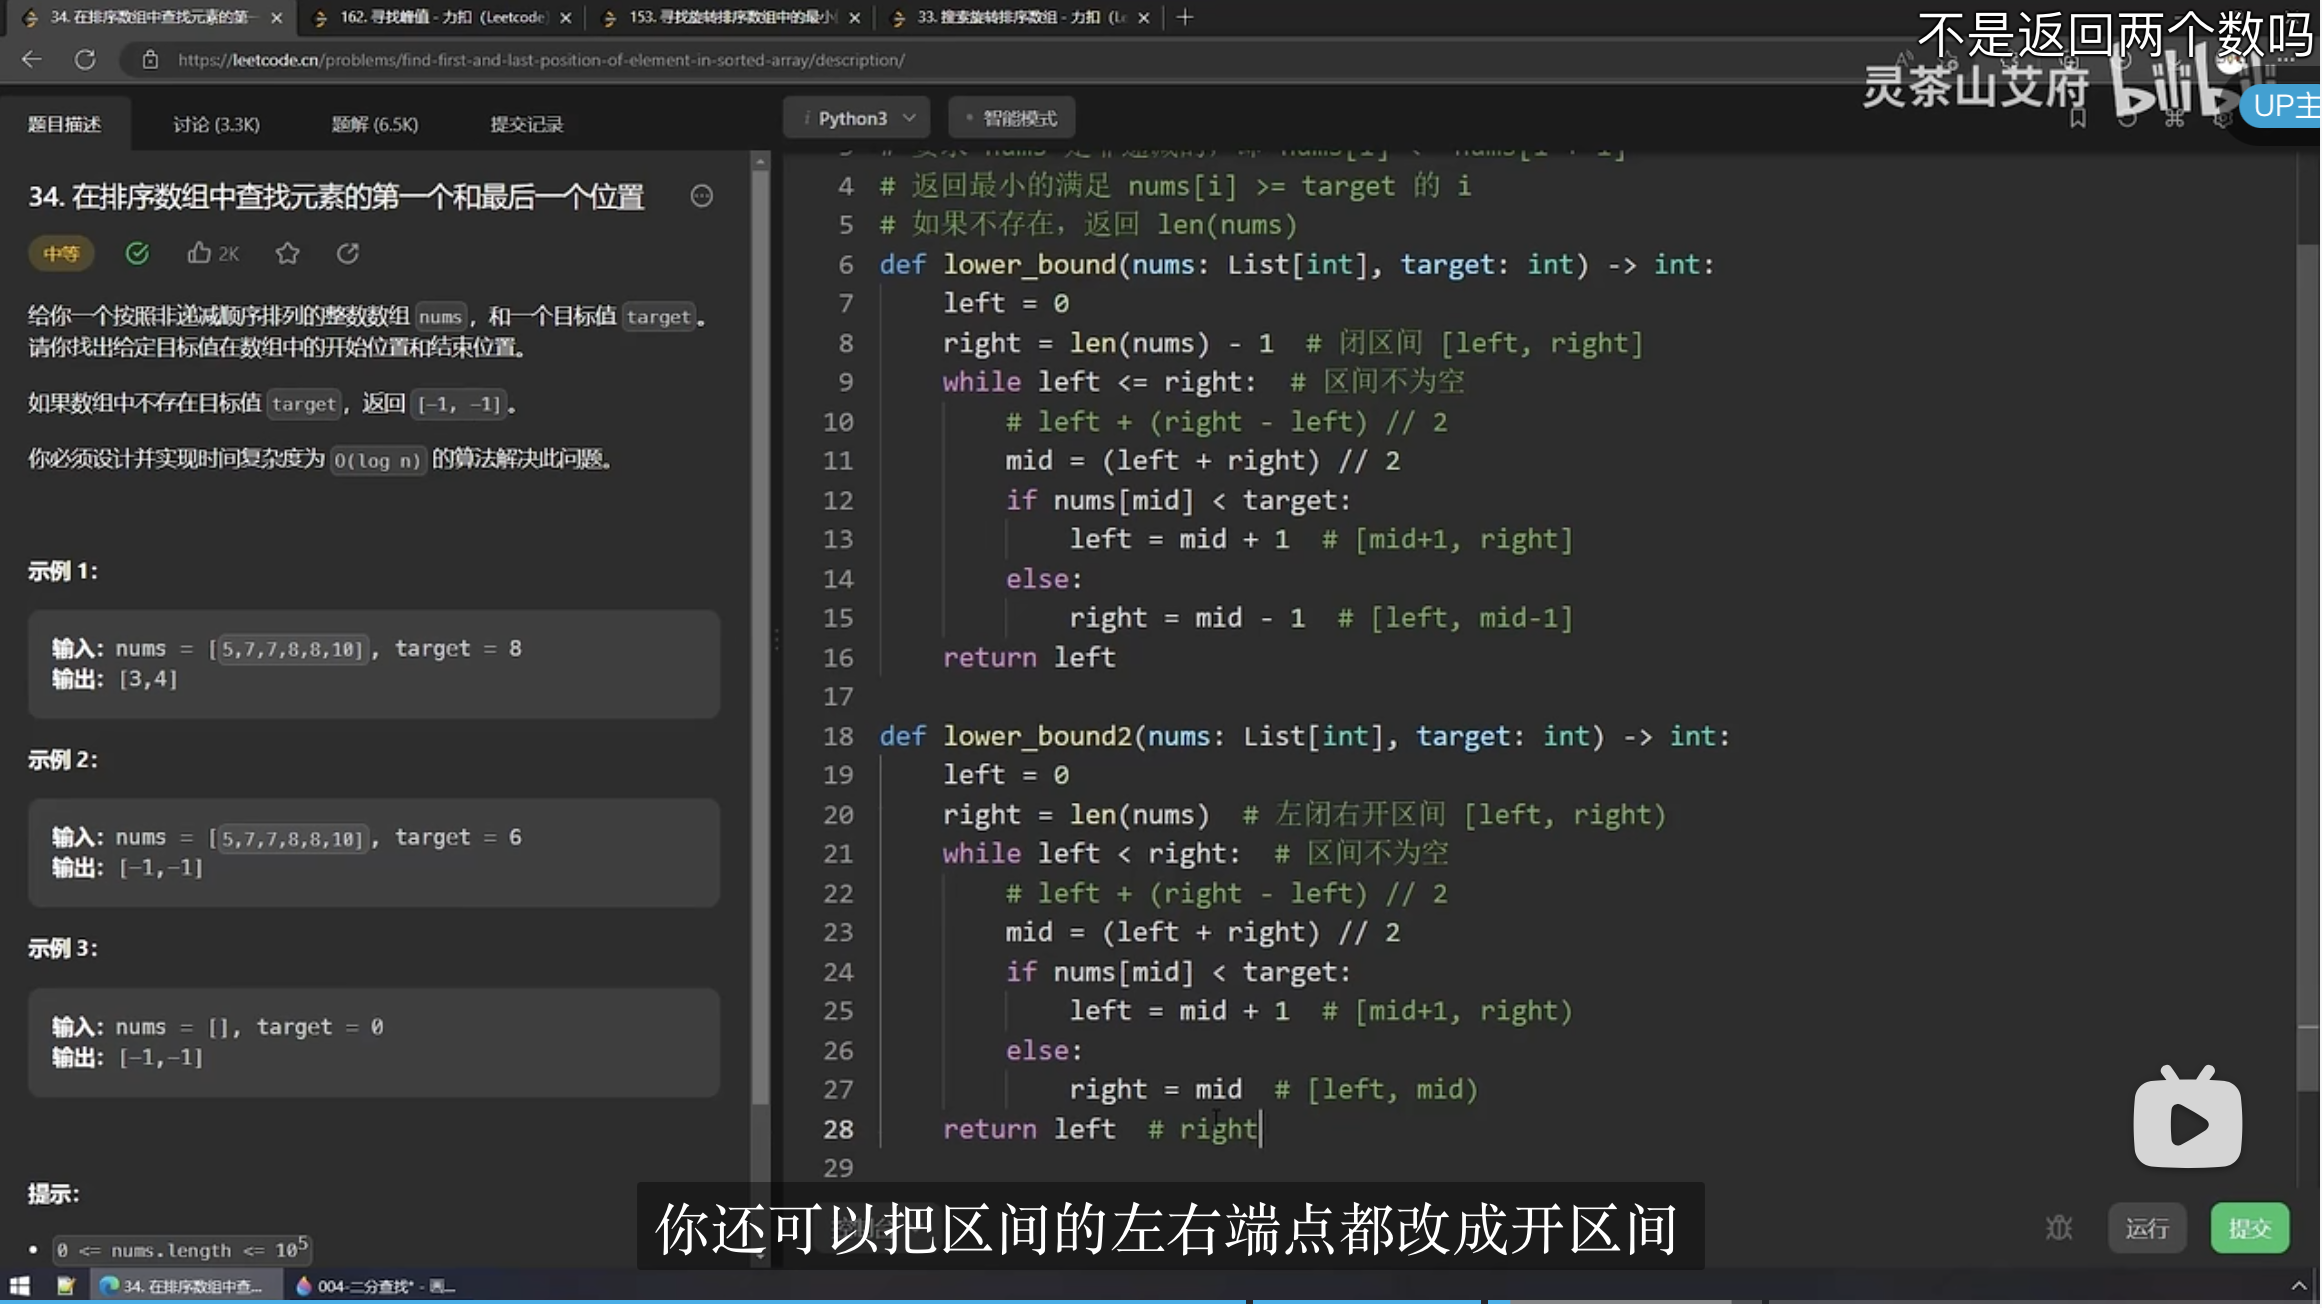 34. 在排序数组中查找元素的第一
162. 寻找峰值 - 力扣 (Leetcode)
153. 寻找旋转排序数组中的最小
33. 搜索旋转排序数组 - 力扣 (Le
不是返回两个数吗
https://leetcode.cn/problems/find-first-and-last-position-of-element-in-sorted-array/description/
灵茶山艾府 bilibili
UP主
题目描述
讨论 (3.3K)
题解 (6.5K)
提交记录
34. 在排序数组中查找元素的第一个和最后一个位置
中等
2K
给你一个按照非递减顺序排列的整数数组 nums，和一个目标值 target。
请你找出给定目标值在数组中的开始位置和结束位置。
如果数组中不存在目标值 target，返回 [-1, -1]。
你必须设计并实现时间复杂度为 O(log n) 的算法解决此问题。
示例 1：
输入：nums = [5,7,7,8,8,10], target = 8
输出：[3,4]
示例 2：
输入：nums = [5,7,7,8,8,10], target = 6
输出：[-1,-1]
示例 3：
输入：nums = [], target = 0
输出：[-1,-1]
提示：
0 <= nums.length <= 10⁵
i Python3
智能模式
4 # 返回最小的满足 nums[i] >= target 的 i
5 # 如果不存在，返回 len(nums)
6 def lower_bound(nums: List[int], target: int) -> int:
7 left = 0
8 right = len(nums) - 1 # 闭区间 [left, right]
9 while left <= right: # 区间不为空
10 # left + (right - left) // 2
11 mid = (left + right) // 2
12 if nums[mid] < target:
13 left = mid + 1 # [mid+1, right]
14 else:
15 right = mid - 1 # [left, mid-1]
16 return left
17
18 def lower_bound2(nums: List[int], target: int) -> int:
19 left = 0
20 right = len(nums) # 左闭右开区间 [left, right)
21 while left < right: # 区间不为空
22 # left + (right - left) // 2
23 mid = (left + right) // 2
24 if nums[mid] < target:
25 left = mid + 1 # [mid+1, right)
26 else:
27 right = mid # [left, mid)
28 return left # right
29
你还可以把区间的左右端点都改成开区间
运行
提交
34. 在排序数组中查...
004-二分查找* - 画...